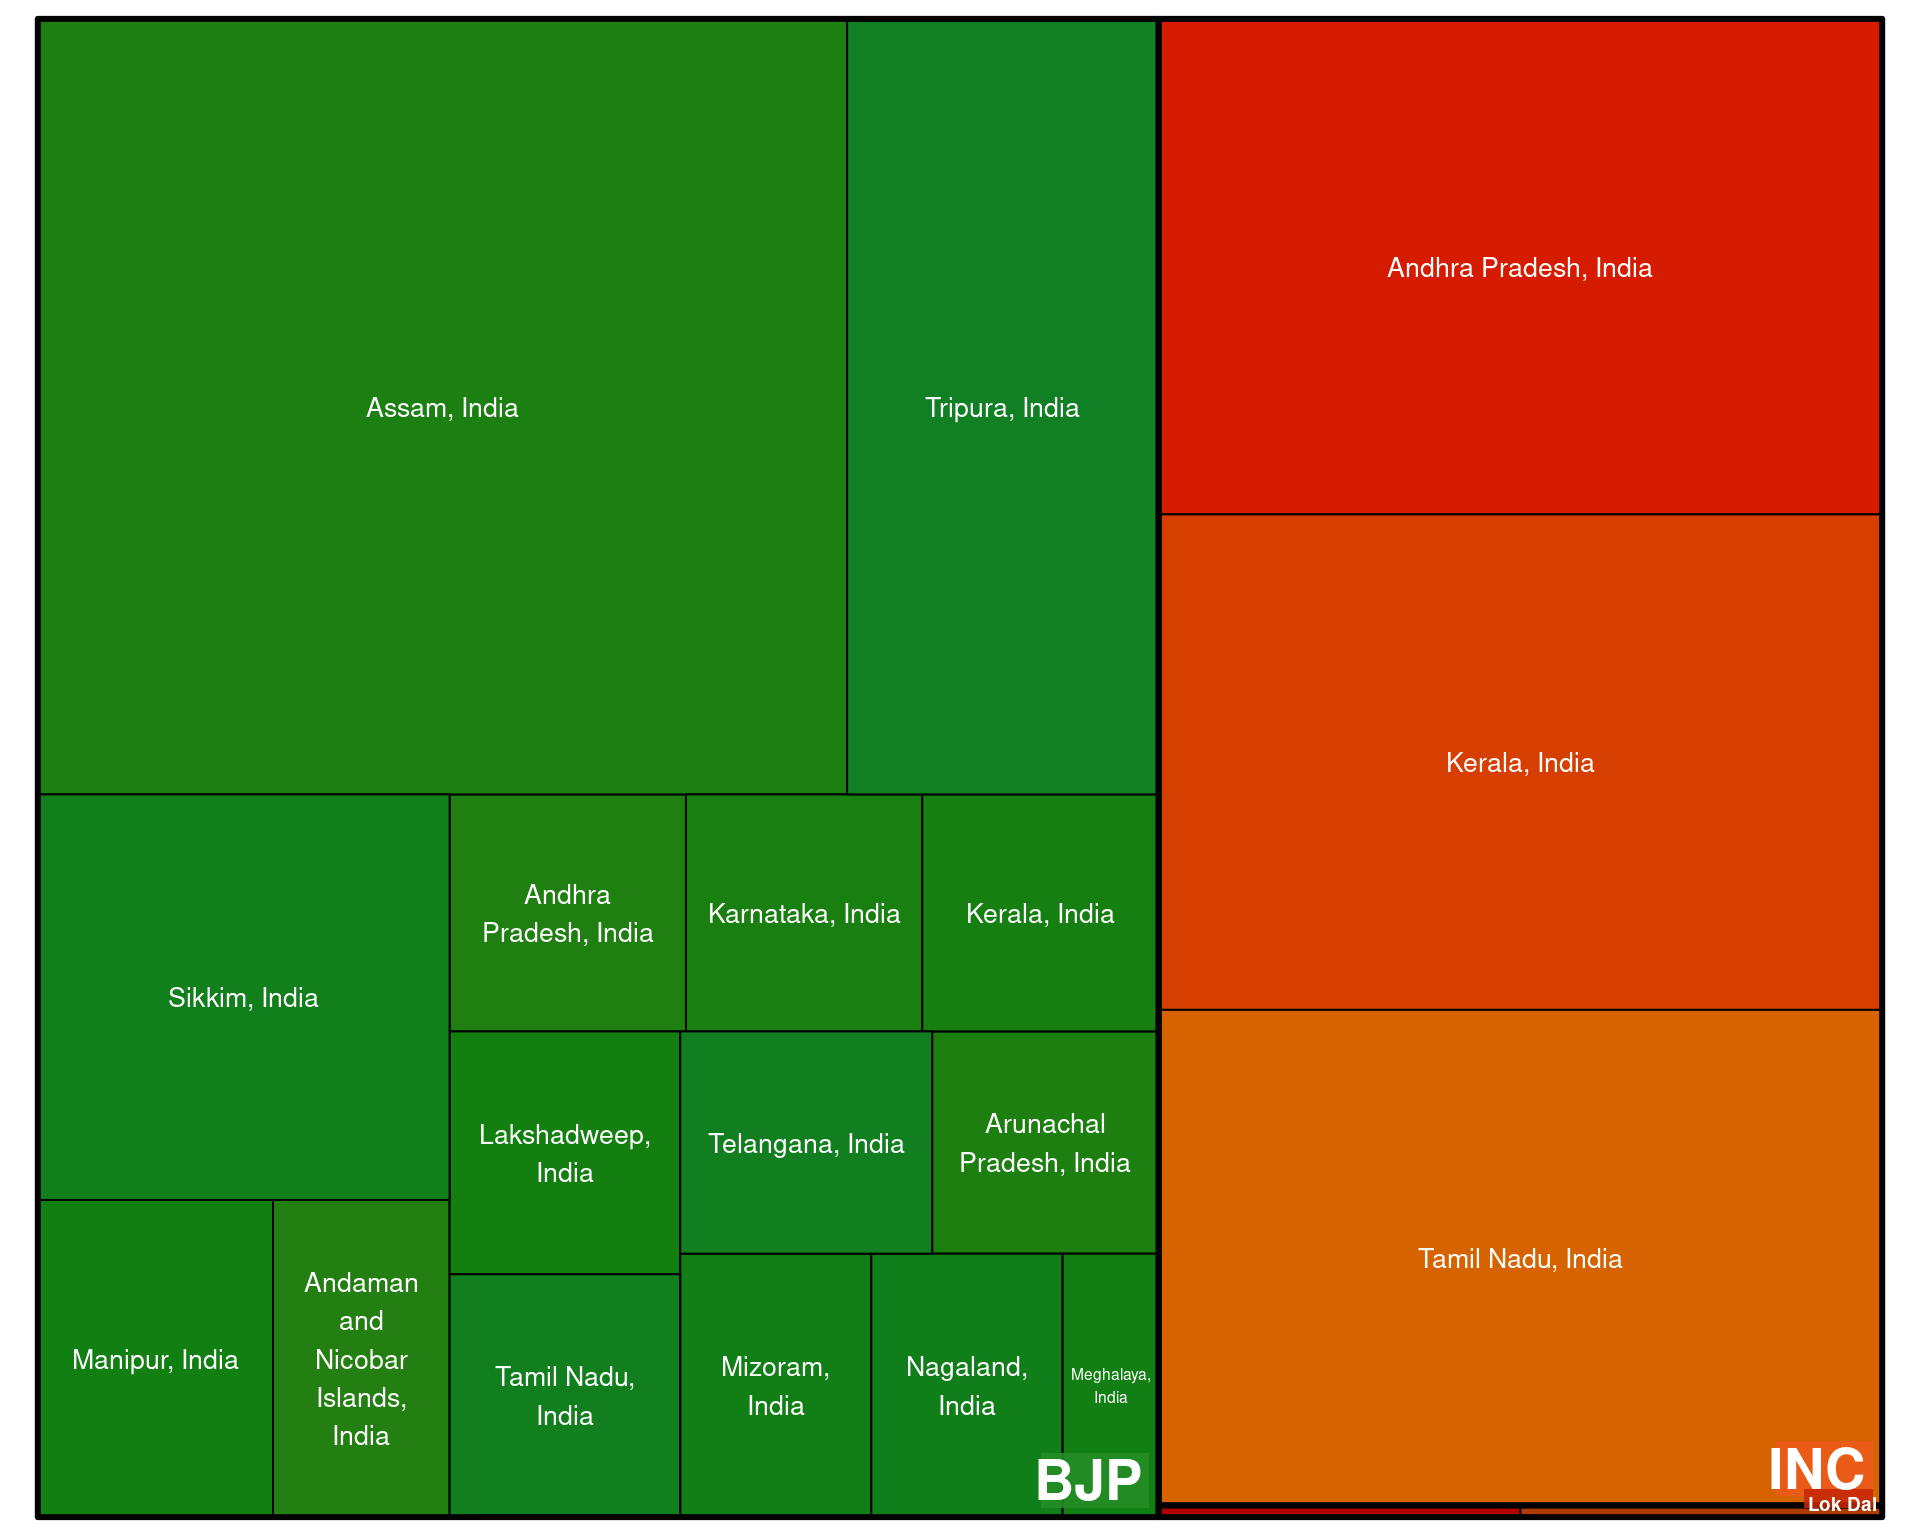 Assam, India
Tripura, India
Andhra Pradesh, India
Kerala, India
Tamil Nadu, India
INC
Lok Dal
Sikkim, India
Andhra
Pradesh, India
Karnataka, India
Kerala, India
Lakshadweep,
India
Telangana, India
Arunachal
Pradesh, India
Manipur, India
Andaman
and
Nicobar
Islands,
India
Tamil Nadu,
India
Mizoram,
India
Nagaland,
India
Meghalaya,
India
BJP